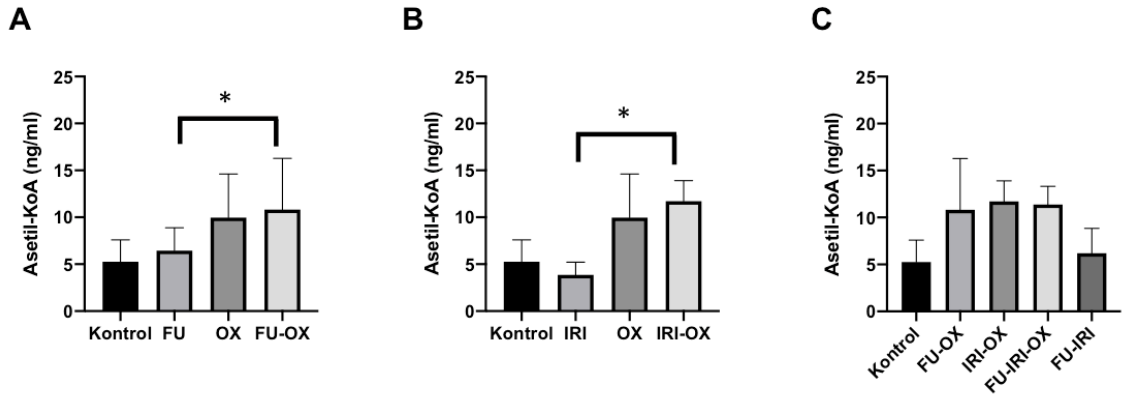 A
Asetil-KoA (ng/ml)
25
20
15
10
5
0
*
Kontrol FU OX FU-OX
B
Asetil-KoA (ng/ml)
25
20
15
10
5
0
*
Kontrol IRI OX IRI-OX
C
Asetil-KoA (ng/ml)
25
20
15
10
5
0
Kontrol
FU-OX
IRI-OX
FU-IRI-OX
FU-IRI